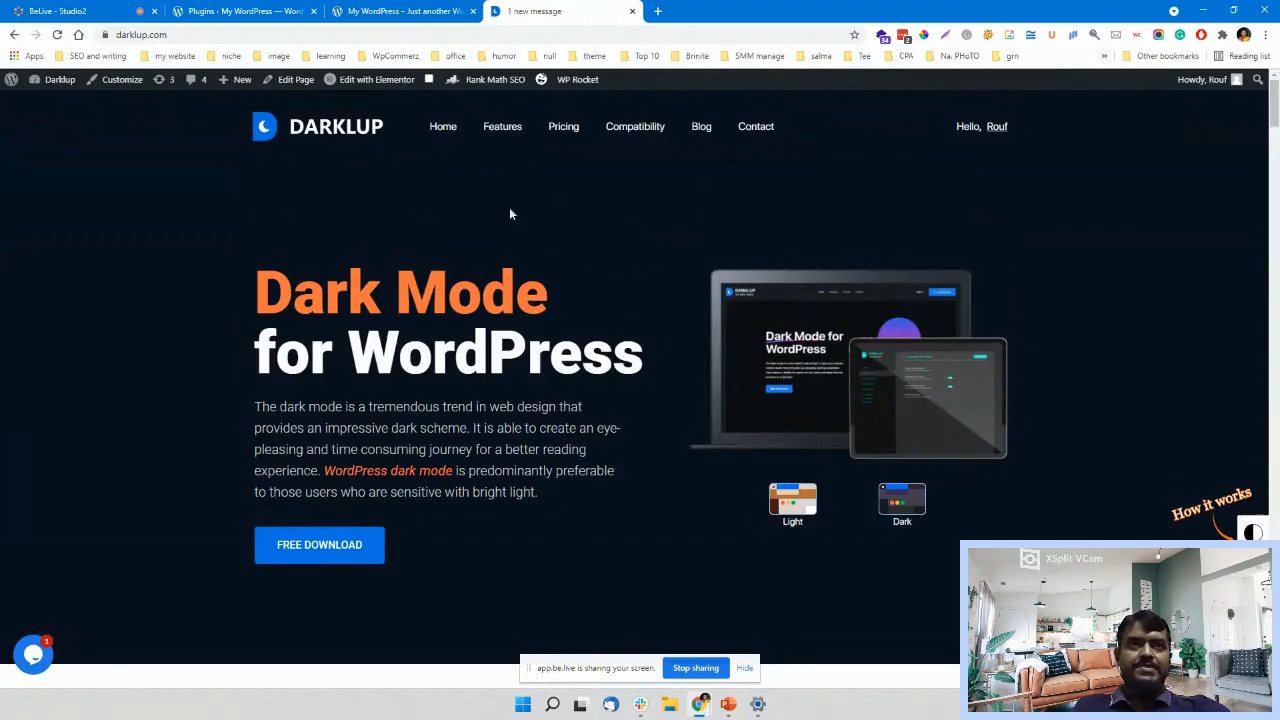 BeLive - Studio2
Plugins ‹ My WordPress — Word
My WordPress – Just another Wo
1 new message
darklup.com
Apps
SEO and writing
my website
niche
image
learning
WpCommerz
office
humor
null
theme
Top 10
Brinite
SMM manage
salma
Tee
CPA
Na. PHoTO
grn
Other bookmarks
Reading list
Darklup
Customize
3
4
New
Edit Page
Edit with Elementor
Rank Math SEO
WP Rocket
Howdy, Rouf
DARKLUP
Home
Features
Pricing
Compatibility
Blog
Contact
Hello, Rouf
Dark Mode
for WordPress
The dark mode is a tremendous trend in web design that
provides an impressive dark scheme. It is able to create an eye-
pleasing and time consuming journey for a better reading
experience. WordPress dark mode is predominantly preferable
to those users who are sensitive with bright light.
FREE DOWNLOAD
DARKLUP
Dark Mode for
WordPress
Light
Dark
How it works
1
XSplit VCam
app.be.live is sharing your screen.
Stop sharing
Hide